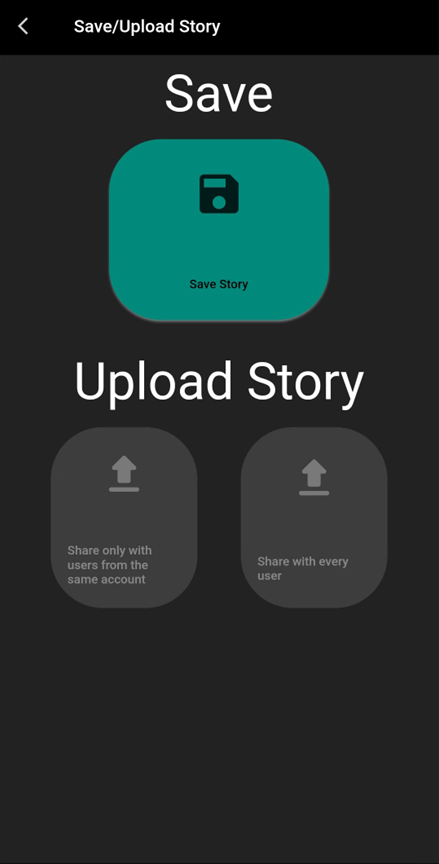 Save/Upload Story
Save
Save Story
Upload Story
Share only with
users from the
same account
Share with every
user